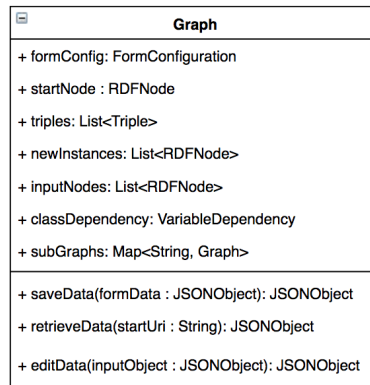 Graph
+ formConfig: FormConfiguration
+ startNode : RDFNode
+ triples: List<Triple>
+ newInstances: List<RDFNode>
+ inputNodes: List<RDFNode>
+ classDependency: VariableDependency
+ subGraphs: Map<String, Graph>
+ saveData(formData : JSONObject): JSONObject
+ retrieveData(startUri : String): JSONObject
+ editData(inputObject : JSONObject): JSONObject